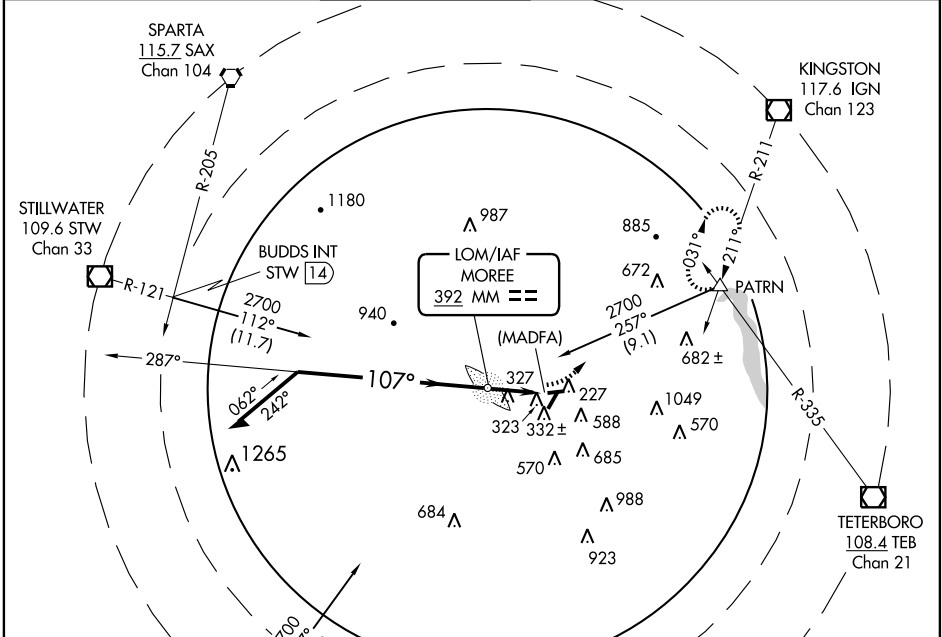 SPARTA
115.7 SAX
Chan 104
KINGSTON
117.6 IGN
Chan 123
R-205
R-211
STILLWATER
109.6 STW
Chan 33
1180
987
885
BUDDS INT
STW 14
LOM/IAF
MOREE
392 MM
031°
211°
672
PATRN
R-121
2700
112°
(11.7)
940
2700
257°
(9.1)
(MADFA)
682 ±
287°
107°
327
227
062°
242°
323
332 ±
588
1049
570
R-335
1265
570
685
684
988
923
TETERBORO
108.4 TEB
Chan 21